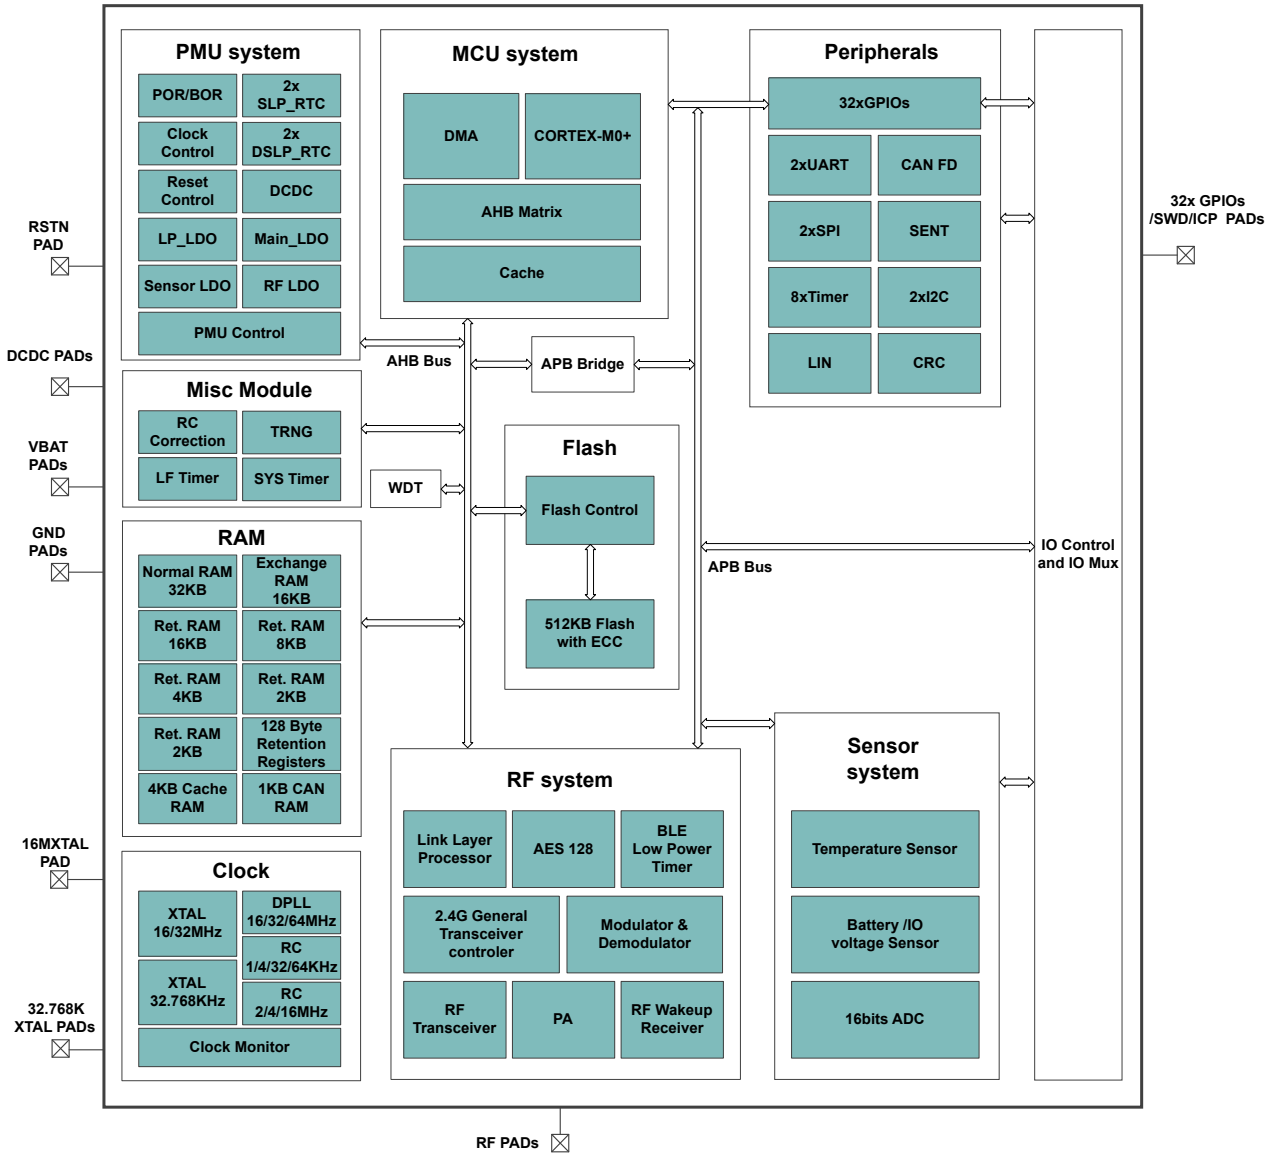 PMU system
POR/BOR
2x
SLP_RTC
Clock
Control
2x
DSLP_RTC
Reset
Control
DCDC
LP_LDO
Main_LDO
Sensor LDO
RF LDO
PMU Control
MCU system
DMA
CORTEX-M0+
AHB Matrix
Cache
Peripherals
32xGPIOs
2xUART
CAN FD
2xSPI
SENT
8xTimer
2xI2C
LIN
CRC
RSTN
PAD
DCDC PADs
VBAT
PADs
GND
PADs
16MXTAL
PAD
32.768K
XTAL PADs
32x GPIOs
/SWD/ICP PADs
AHB Bus
APB Bridge
Misc Module
RC
Correction
TRNG
LF Timer
SYS Timer
WDT
Flash
Flash Control
512KB Flash
with ECC
APB Bus
IO Control
and IO Mux
RAM
Normal RAM
32KB
Exchange
RAM
16KB
Ret. RAM
16KB
Ret. RAM
8KB
Ret. RAM
4KB
Ret. RAM
2KB
Ret. RAM
2KB
128 Byte
Retention
Registers
4KB Cache
RAM
1KB CAN
RAM
Clock
XTAL
16/32MHz
DPLL
16/32/64MHz
RC
1/4/32/64KHz
XTAL
32.768KHz
RC
2/4/16MHz
Clock Monitor
RF system
Link Layer
Processor
AES 128
BLE
Low Power
Timer
2.4G General
Transceiver
controler
Modulator &
Demodulator
RF
Transceiver
PA
RF Wakeup
Receiver
Sensor
system
Temperature Sensor
Battery /IO
voltage Sensor
16bits ADC
RF PADs